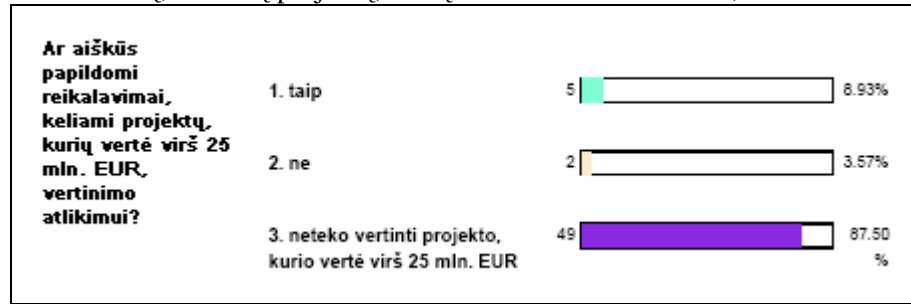 Ar aiškūs
papildomi
reikalavimai,
keliami projektų,
kurių vertė virš 25
mln. EUR,
vertinimo
atlikimui?
1. taip 5 8.93%
2. ne 2 3.57%
3. neteko vertinti projekto, 49 87.50
kurio vertė virš 25 mln. EUR %